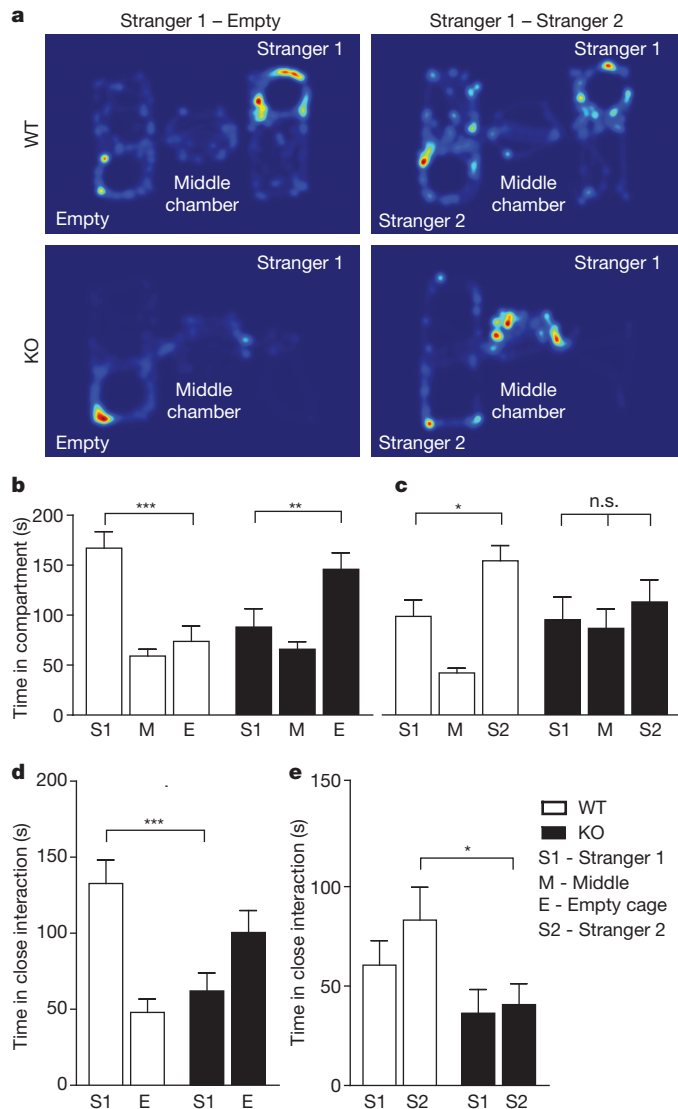 a
Stranger 1 – Empty
Stranger 1 – Stranger 2
WT
Stranger 1
Middle
chamber
Empty
Stranger 1
Middle
chamber
Stranger 2
KO
Stranger 1
Middle
chamber
Empty
Stranger 1
Middle
chamber
Stranger 2
b
Time in compartment (s)
200
150
100
50
0
***
**
S1 M E S1 M E
c
*
n.s.
S1 M S2 S1 M S2
d
Time in close interaction (s)
200
150
100
50
0
***
S1 E S1 E
e
Time in close interaction (s)
150
100
50
0
*
S1 S2 S1 S2
WT
KO
S1 - Stranger 1
M - Middle
E - Empty cage
S2 - Stranger 2